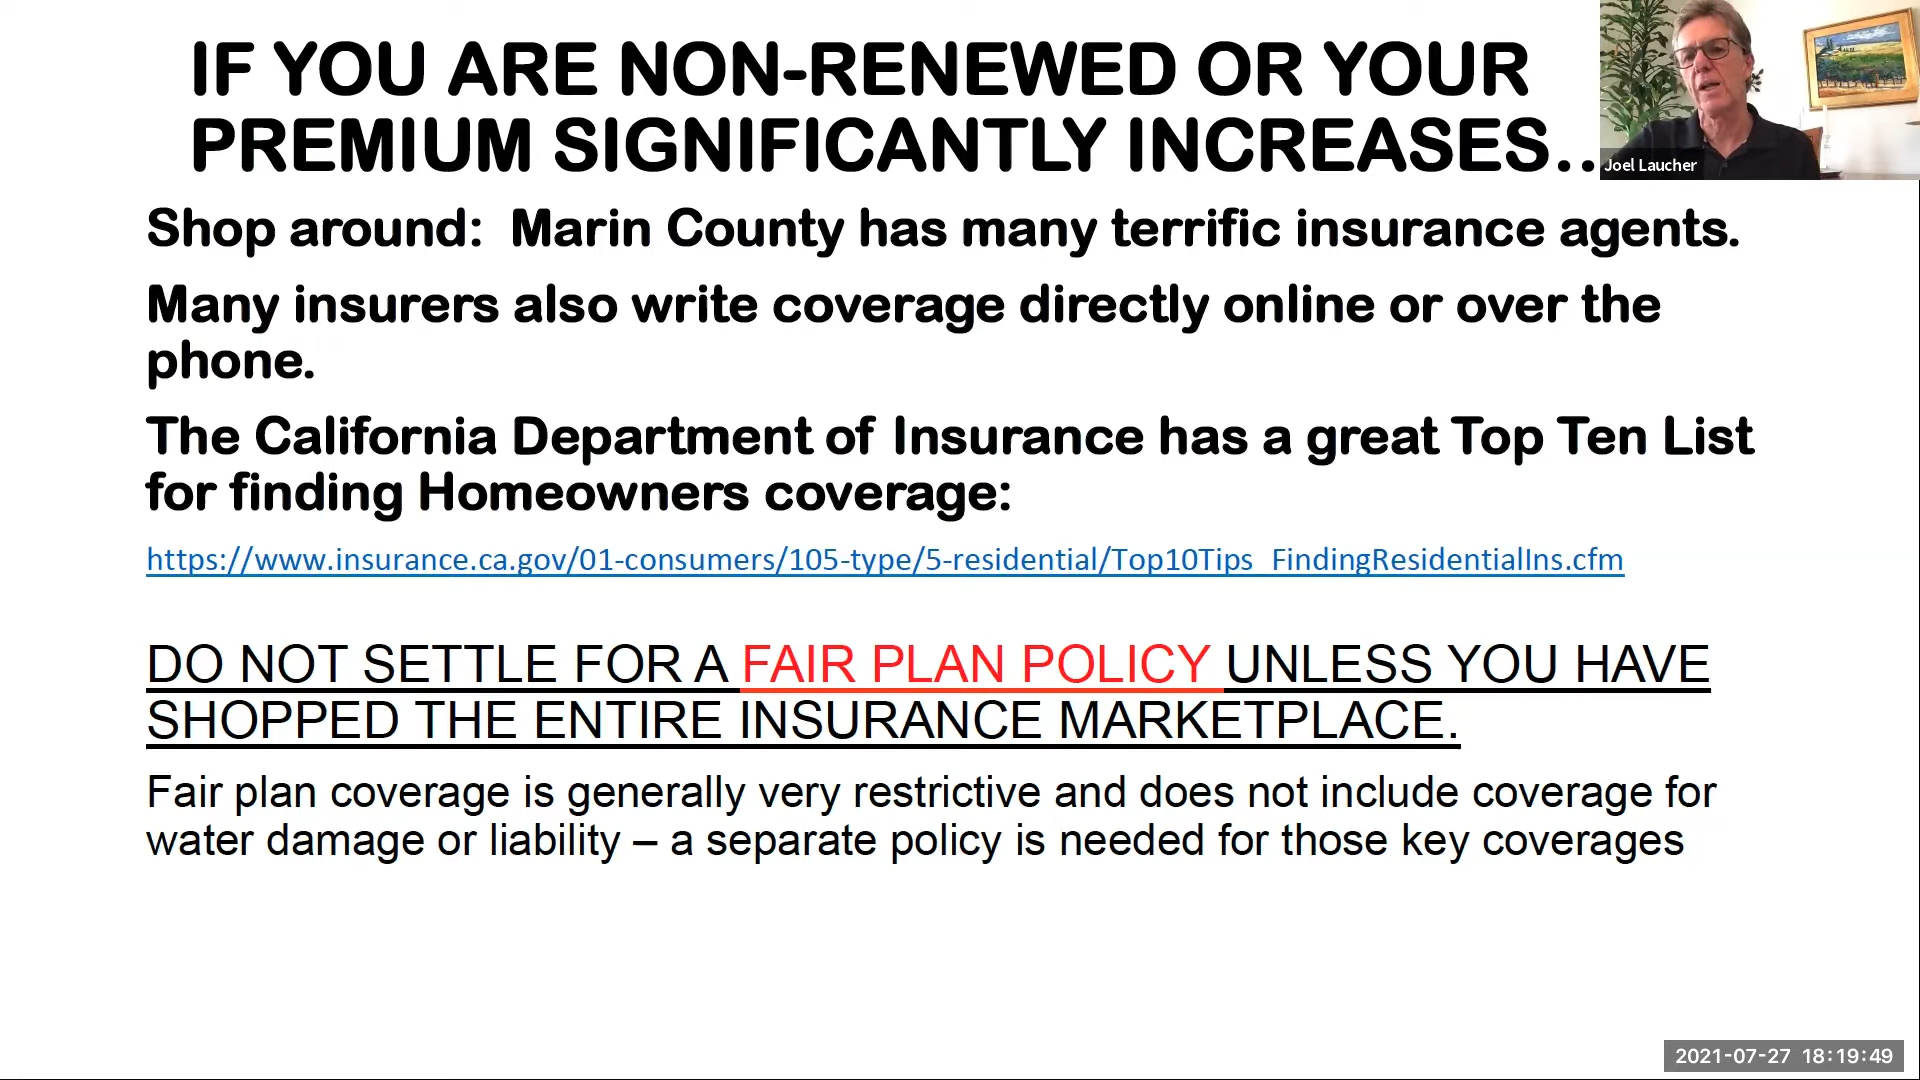 IF YOU ARE NON-RENEWED OR YOUR
PREMIUM SIGNIFICANTLY INCREASES..
Joel Laucher
Shop around:  Marin County has many terrific insurance agents.
Many insurers also write coverage directly online or over the
phone.
The California Department of Insurance has a great Top Ten List
for finding Homeowners coverage:
https://www.insurance.ca.gov/01-consumers/105-type/5-residential/Top10Tips_FindingResidentialIns.cfm
DO NOT SETTLE FOR A FAIR PLAN POLICY UNLESS YOU HAVE
SHOPPED THE ENTIRE INSURANCE MARKETPLACE.
Fair plan coverage is generally very restrictive and does not include coverage for
water damage or liability – a separate policy is needed for those key coverages
2021-07-27 18:19:49